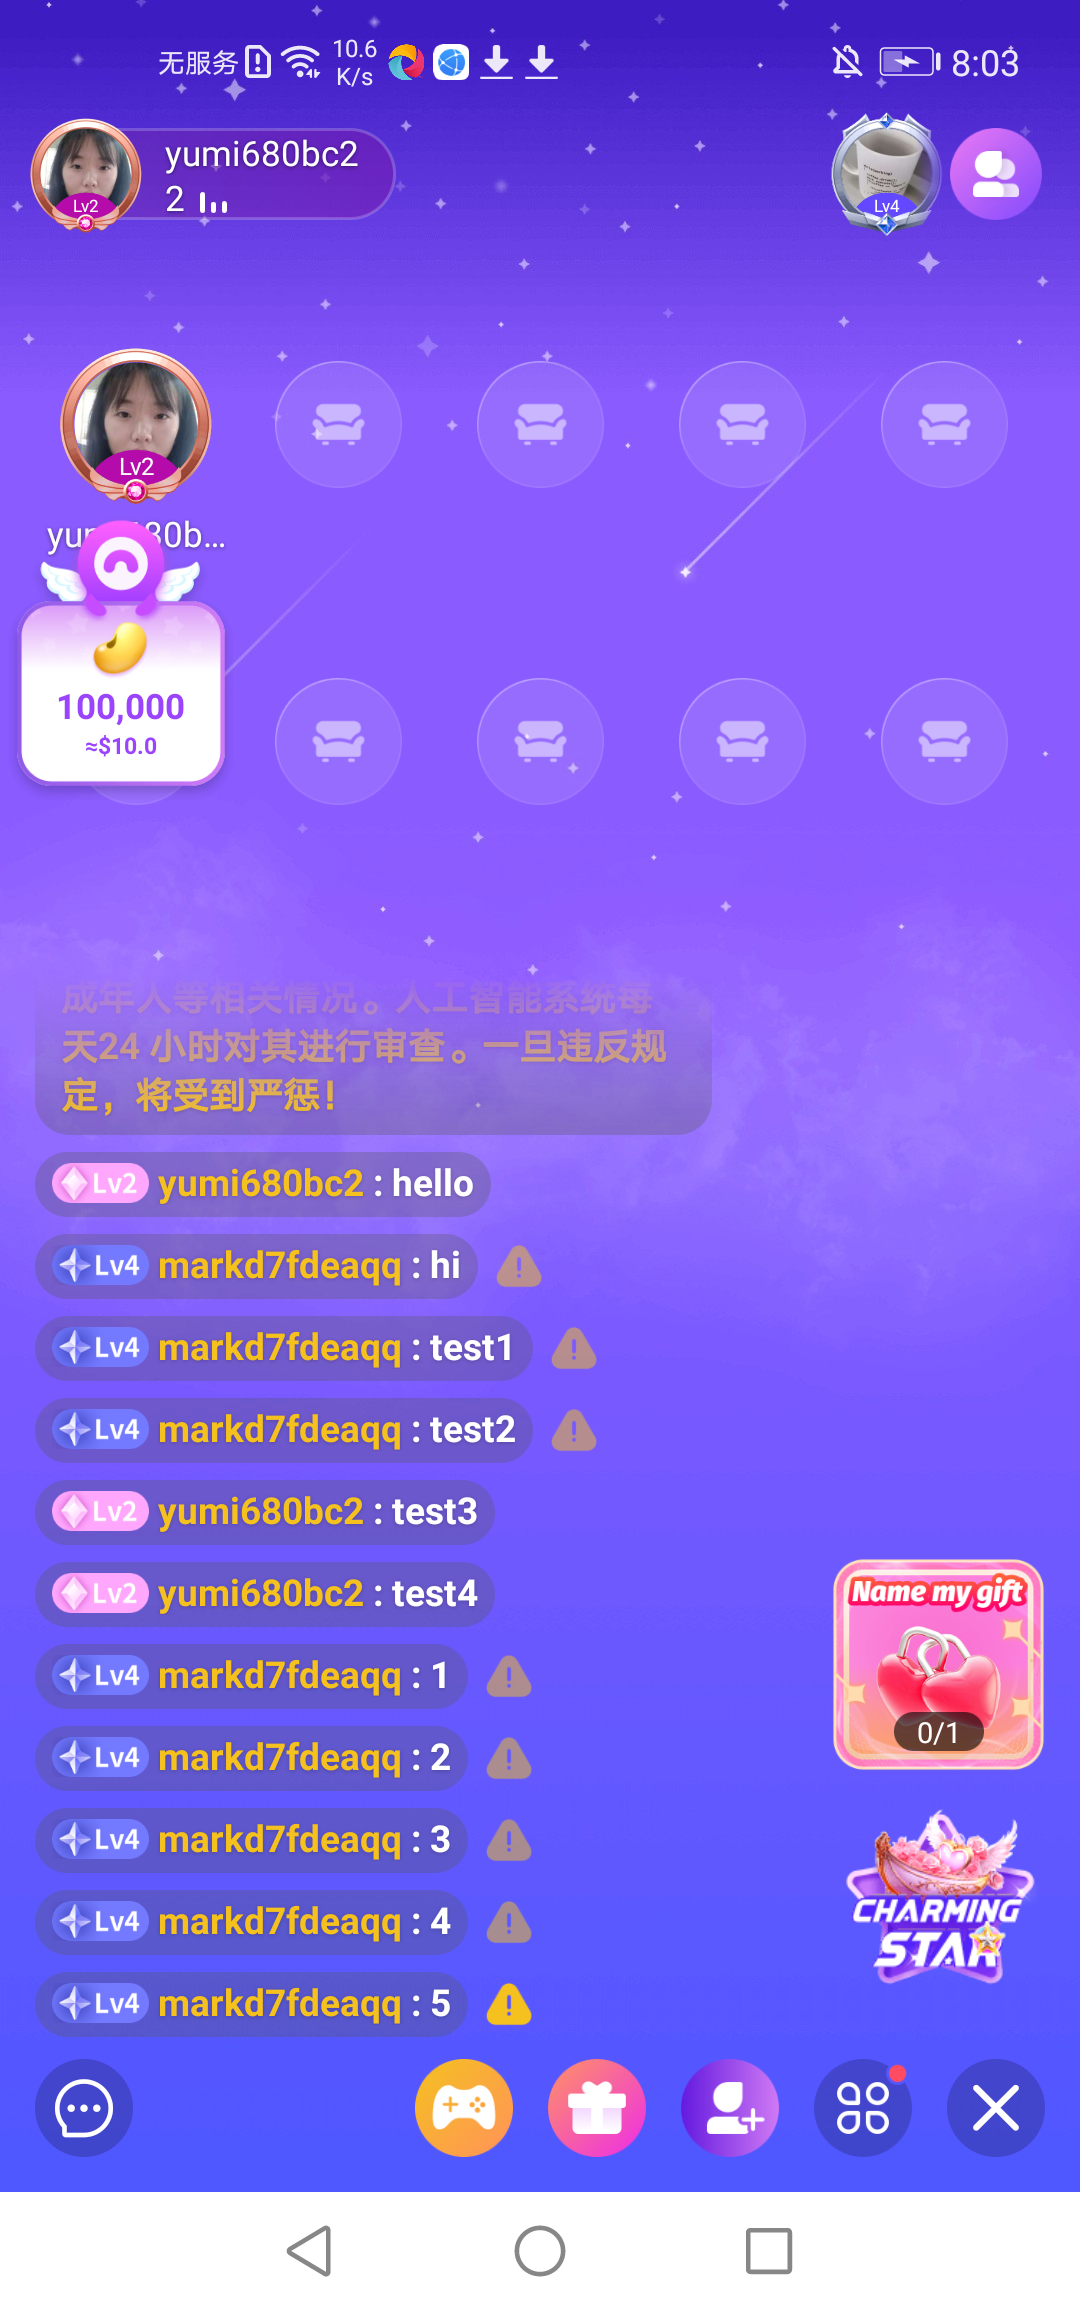 无服务
10.6 K/s
8:03
yumi680bc2
2
Lv2
Lv4
Lv2
100,000
≈$10.0
成年人等相关情况。人工智能系统每
天24 小时对其进行审查。一旦违反规
定，将受到严惩！
Lv2 yumi680bc2 : hello
Lv4 markd7fdeaqq : hi
Lv4 markd7fdeaqq : test1
Lv4 markd7fdeaqq : test2
Lv2 yumi680bc2 : test3
Lv2 yumi680bc2 : test4
Lv4 markd7fdeaqq : 1
Lv4 markd7fdeaqq : 2
Lv4 markd7fdeaqq : 3
Lv4 markd7fdeaqq : 4
Lv4 markd7fdeaqq : 5
Name my gift
0/1
CHARMING
STAR